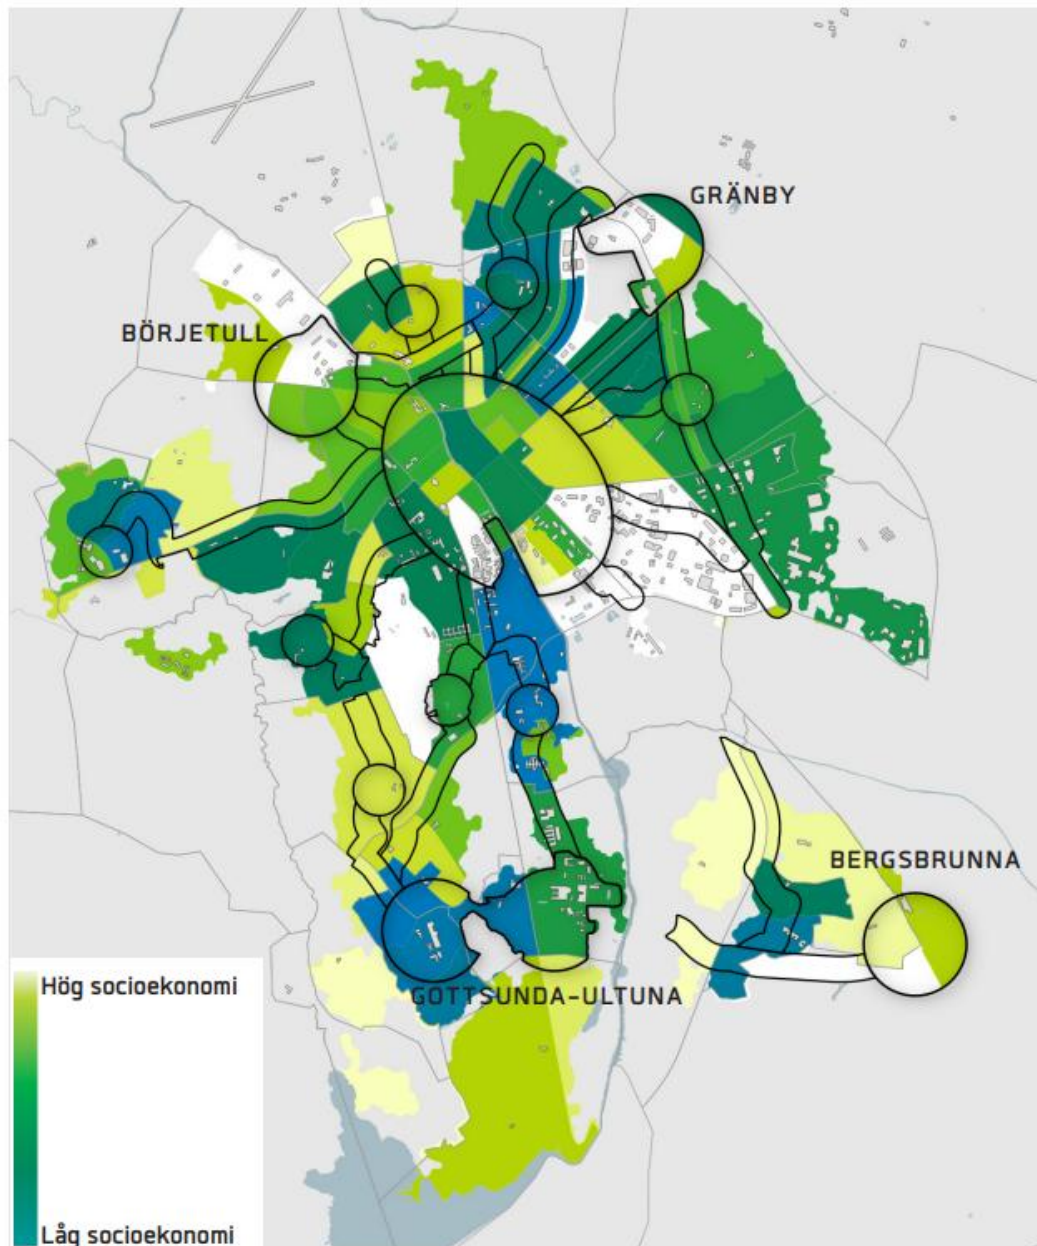 GRÄNBY
BÖRJETULL
BERGSBRUNNA
GOTTSUNDA-ULTUNA
Hög socioekonomi
Låg socioekonomi